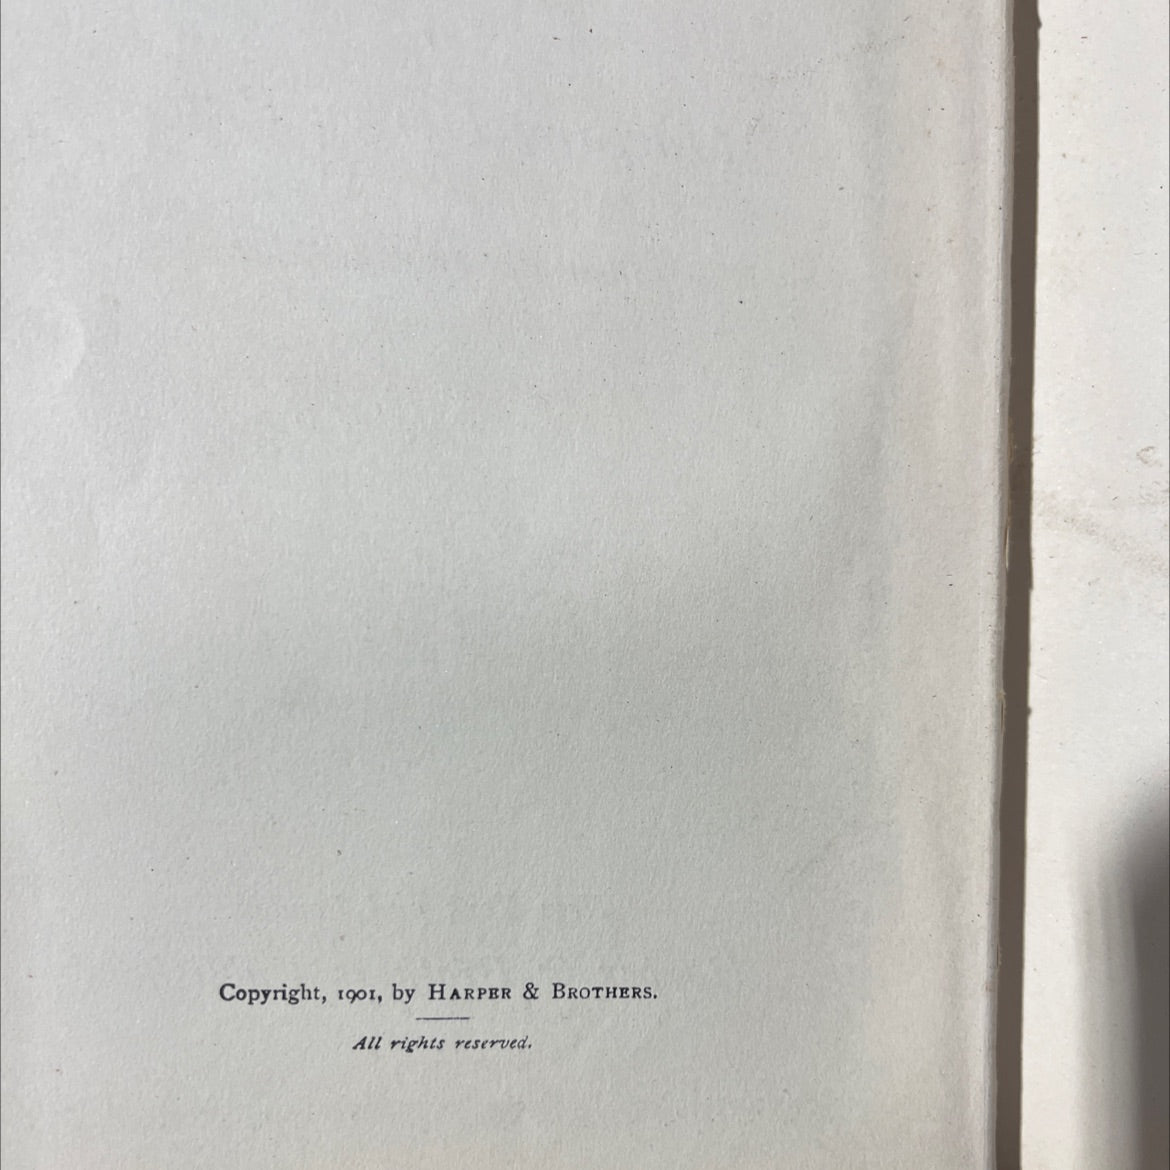 Copyright, 1901, by HARPER & BROTHERS.
All rights reserved.